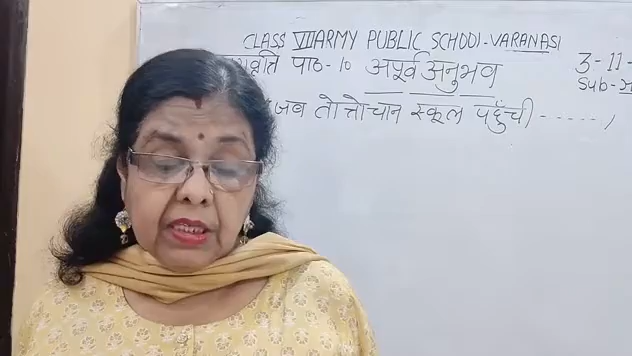 CLASS VII ARMY PUBLIC SCHOOL-VARANASI
पाठ-10 अपूर्व अनुभव
3-11-
Sub-
जब तोत्तोचान स्कूल पहुँची -----,